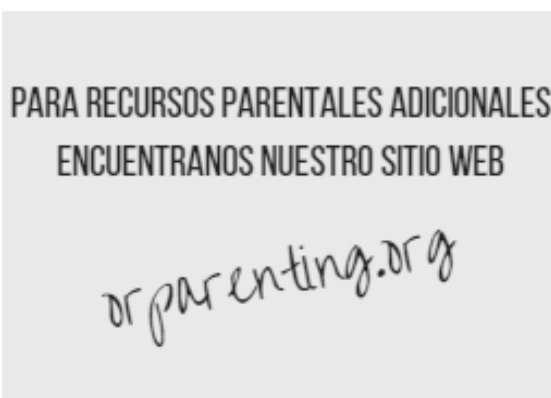 PARA RECURSOS PARENTALES ADICIONALES
ENCUENTRANOS NUESTRO SITIO WEB
orparenting.org